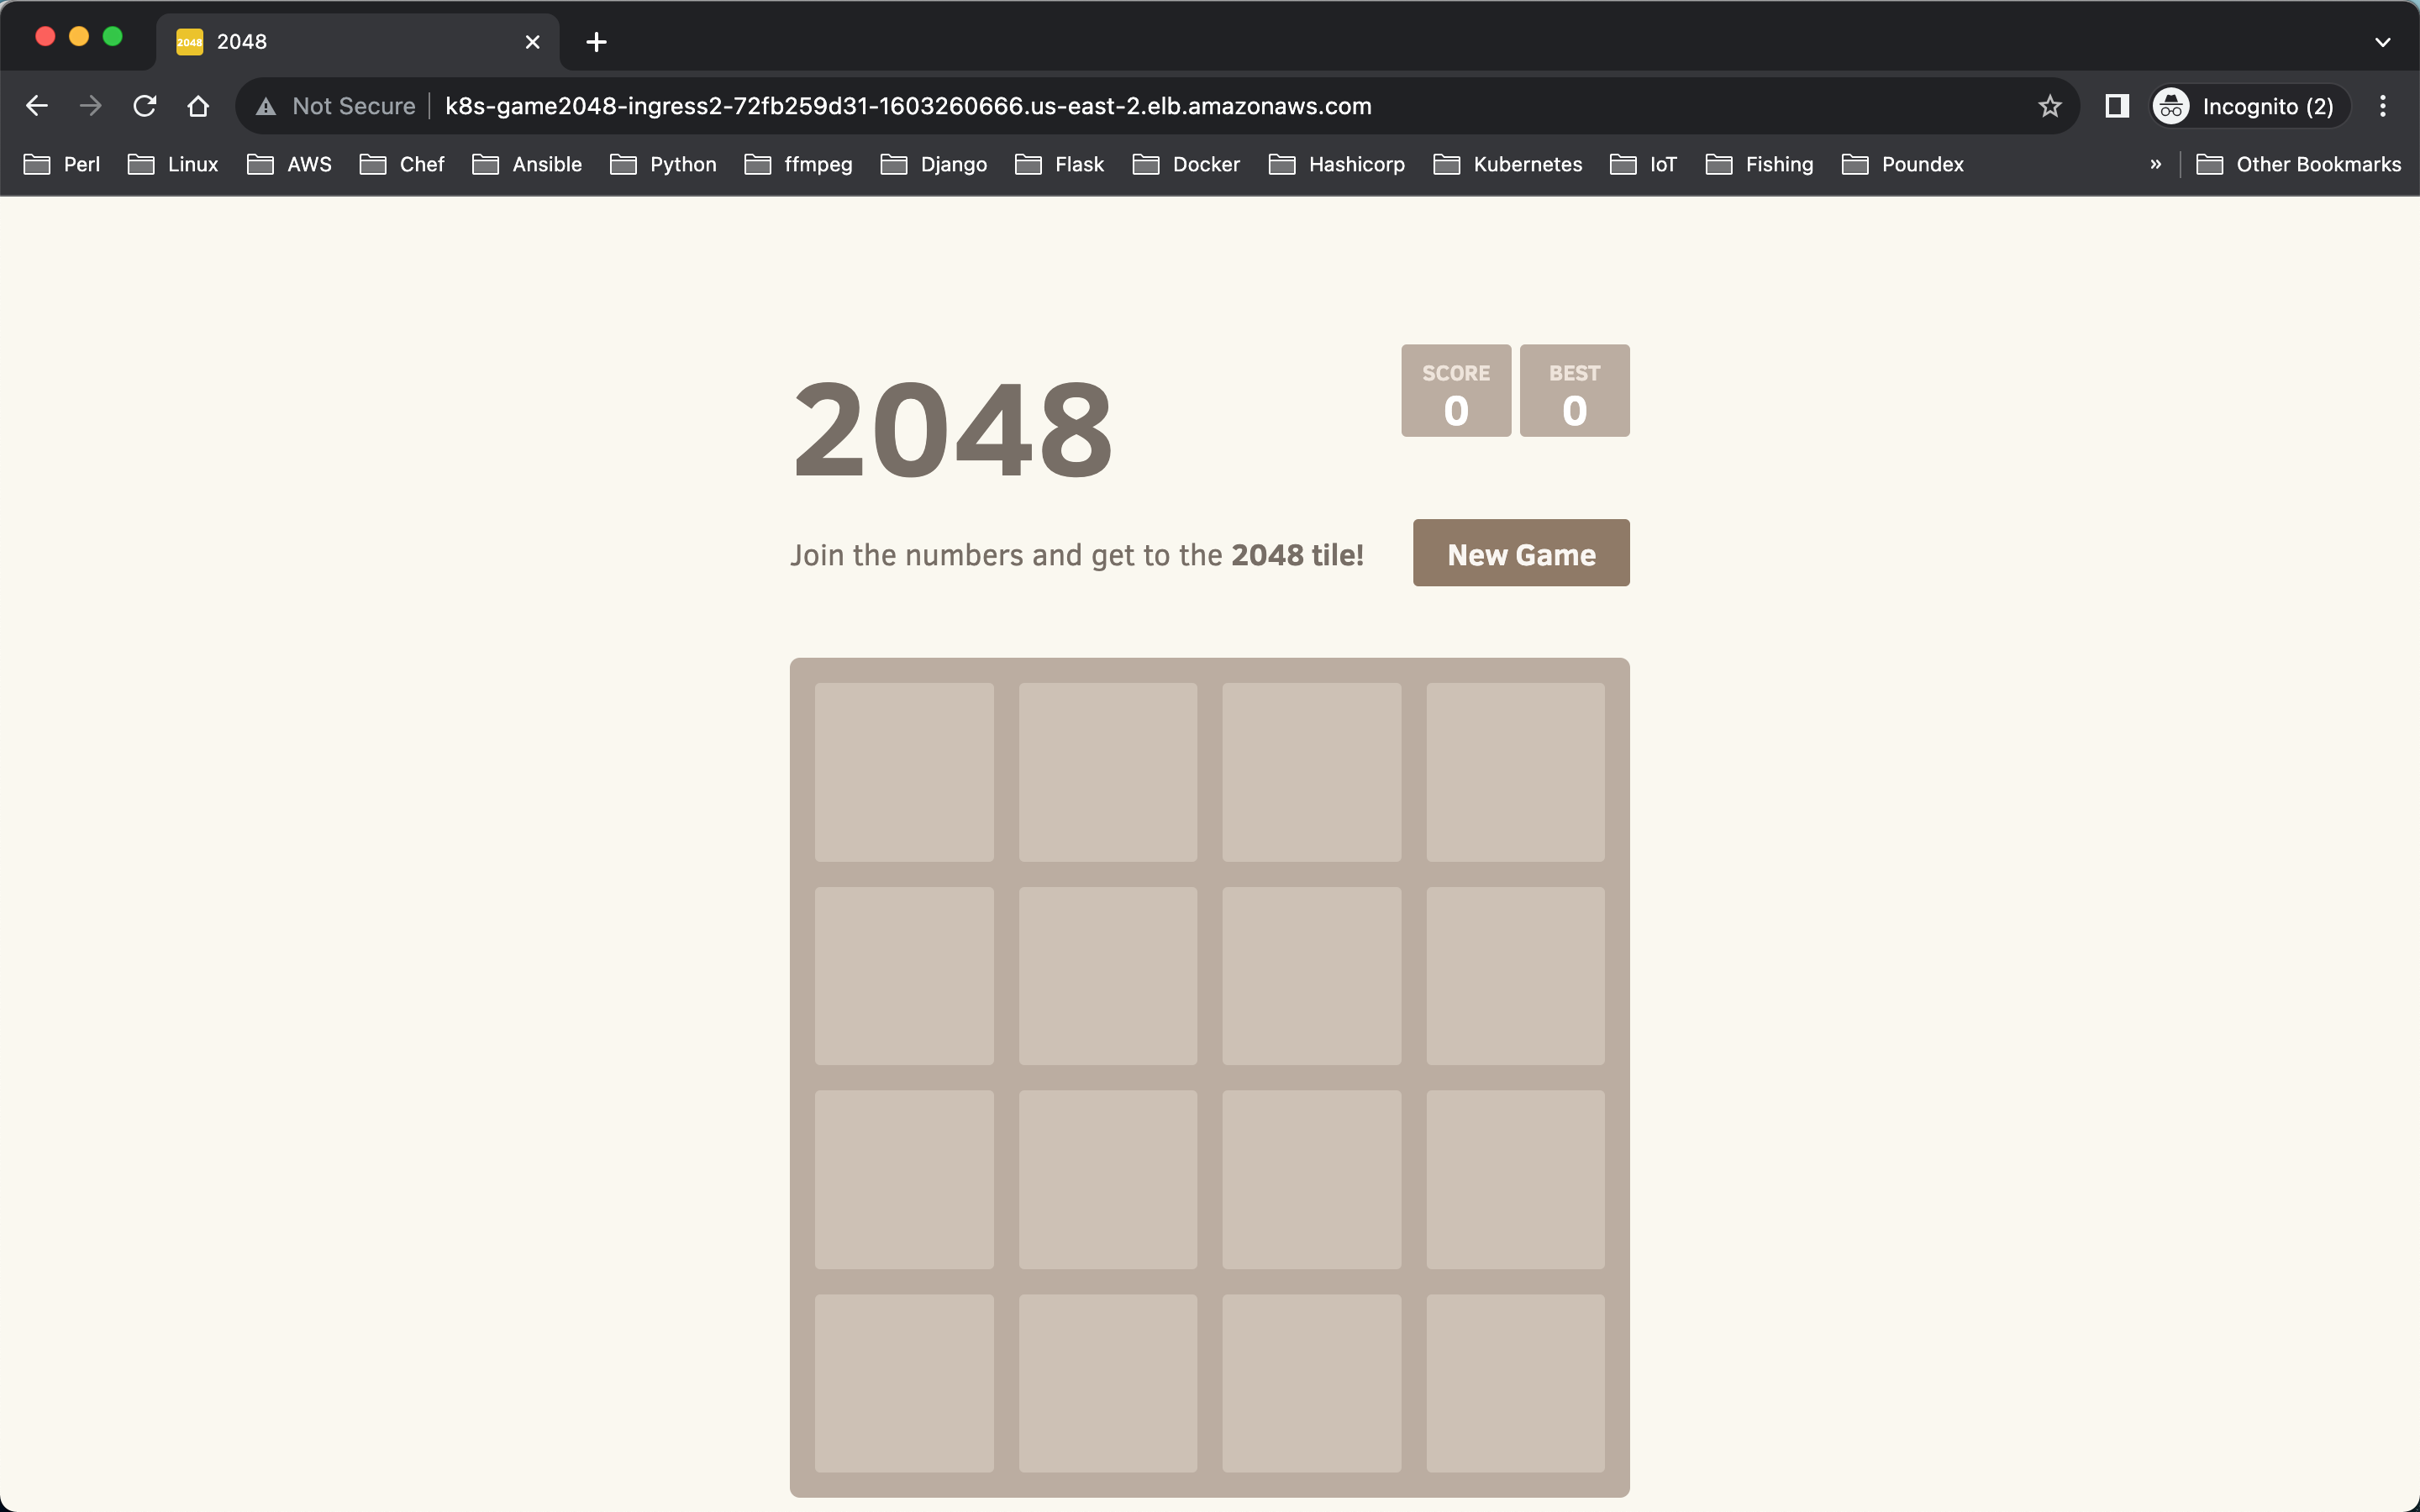 2048 2048
Not Secure k8s-game2048-ingress2-72fb259d31-1603260666.us-east-2.elb.amazonaws.com Incognito (2)
Perl Linux AWS Chef Ansible Python ffmpeg Django Flask Docker Hashicorp Kubernetes IoT Fishing Poundex » Other Bookmarks
SCORE BEST
0 0
2048
Join the numbers and get to the 2048 tile! New Game